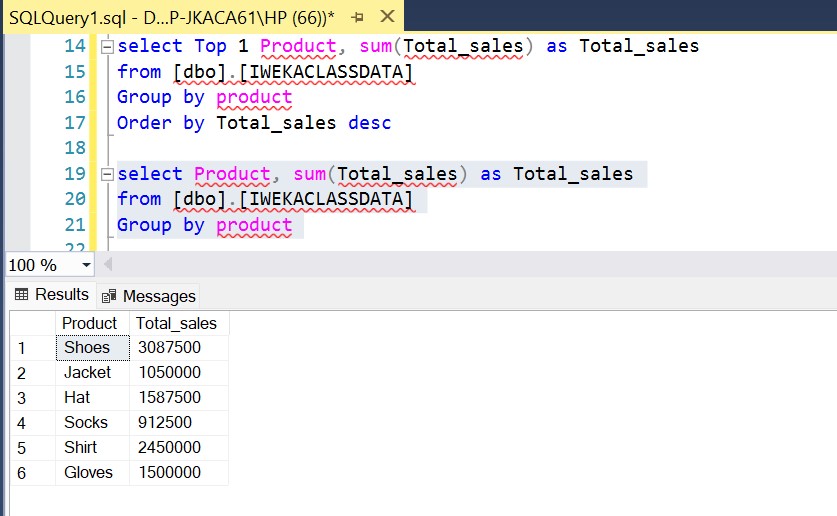 SQLQuery1.sql - D...P-JKACA61\HP (66))*
14 select Top 1 Product, sum(Total_sales) as Total_sales
15 from [dbo].[IWEKACLASSDATA]
16 Group by product
17 Order by Total_sales desc
18
19 select Product, sum(Total_sales) as Total_sales
20 from [dbo].[IWEKACLASSDATA]
21 Group by product
22
100 %
Results Messages
Product Total_sales
1 Shoes 3087500
2 Jacket 1050000
3 Hat 1587500
4 Socks 912500
5 Shirt 2450000
6 Gloves 1500000